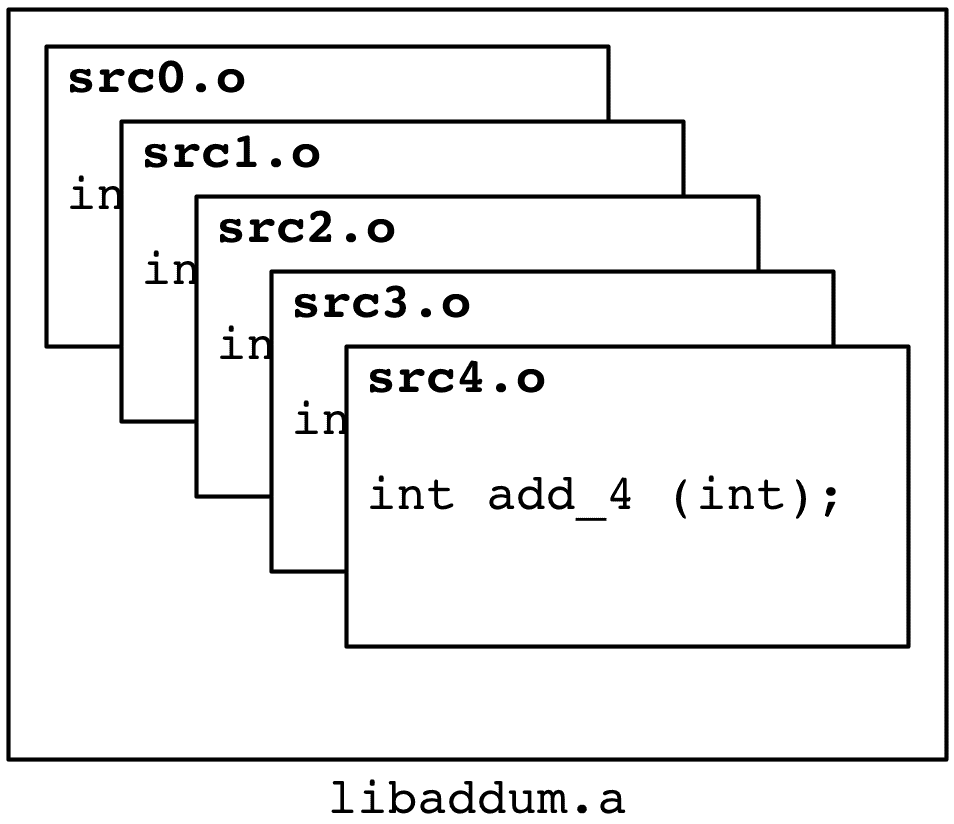 src0.o
src1.o
in
src2.o
in
src3.o
in
src4.o
in
int add_4 (int);
libaddum.a